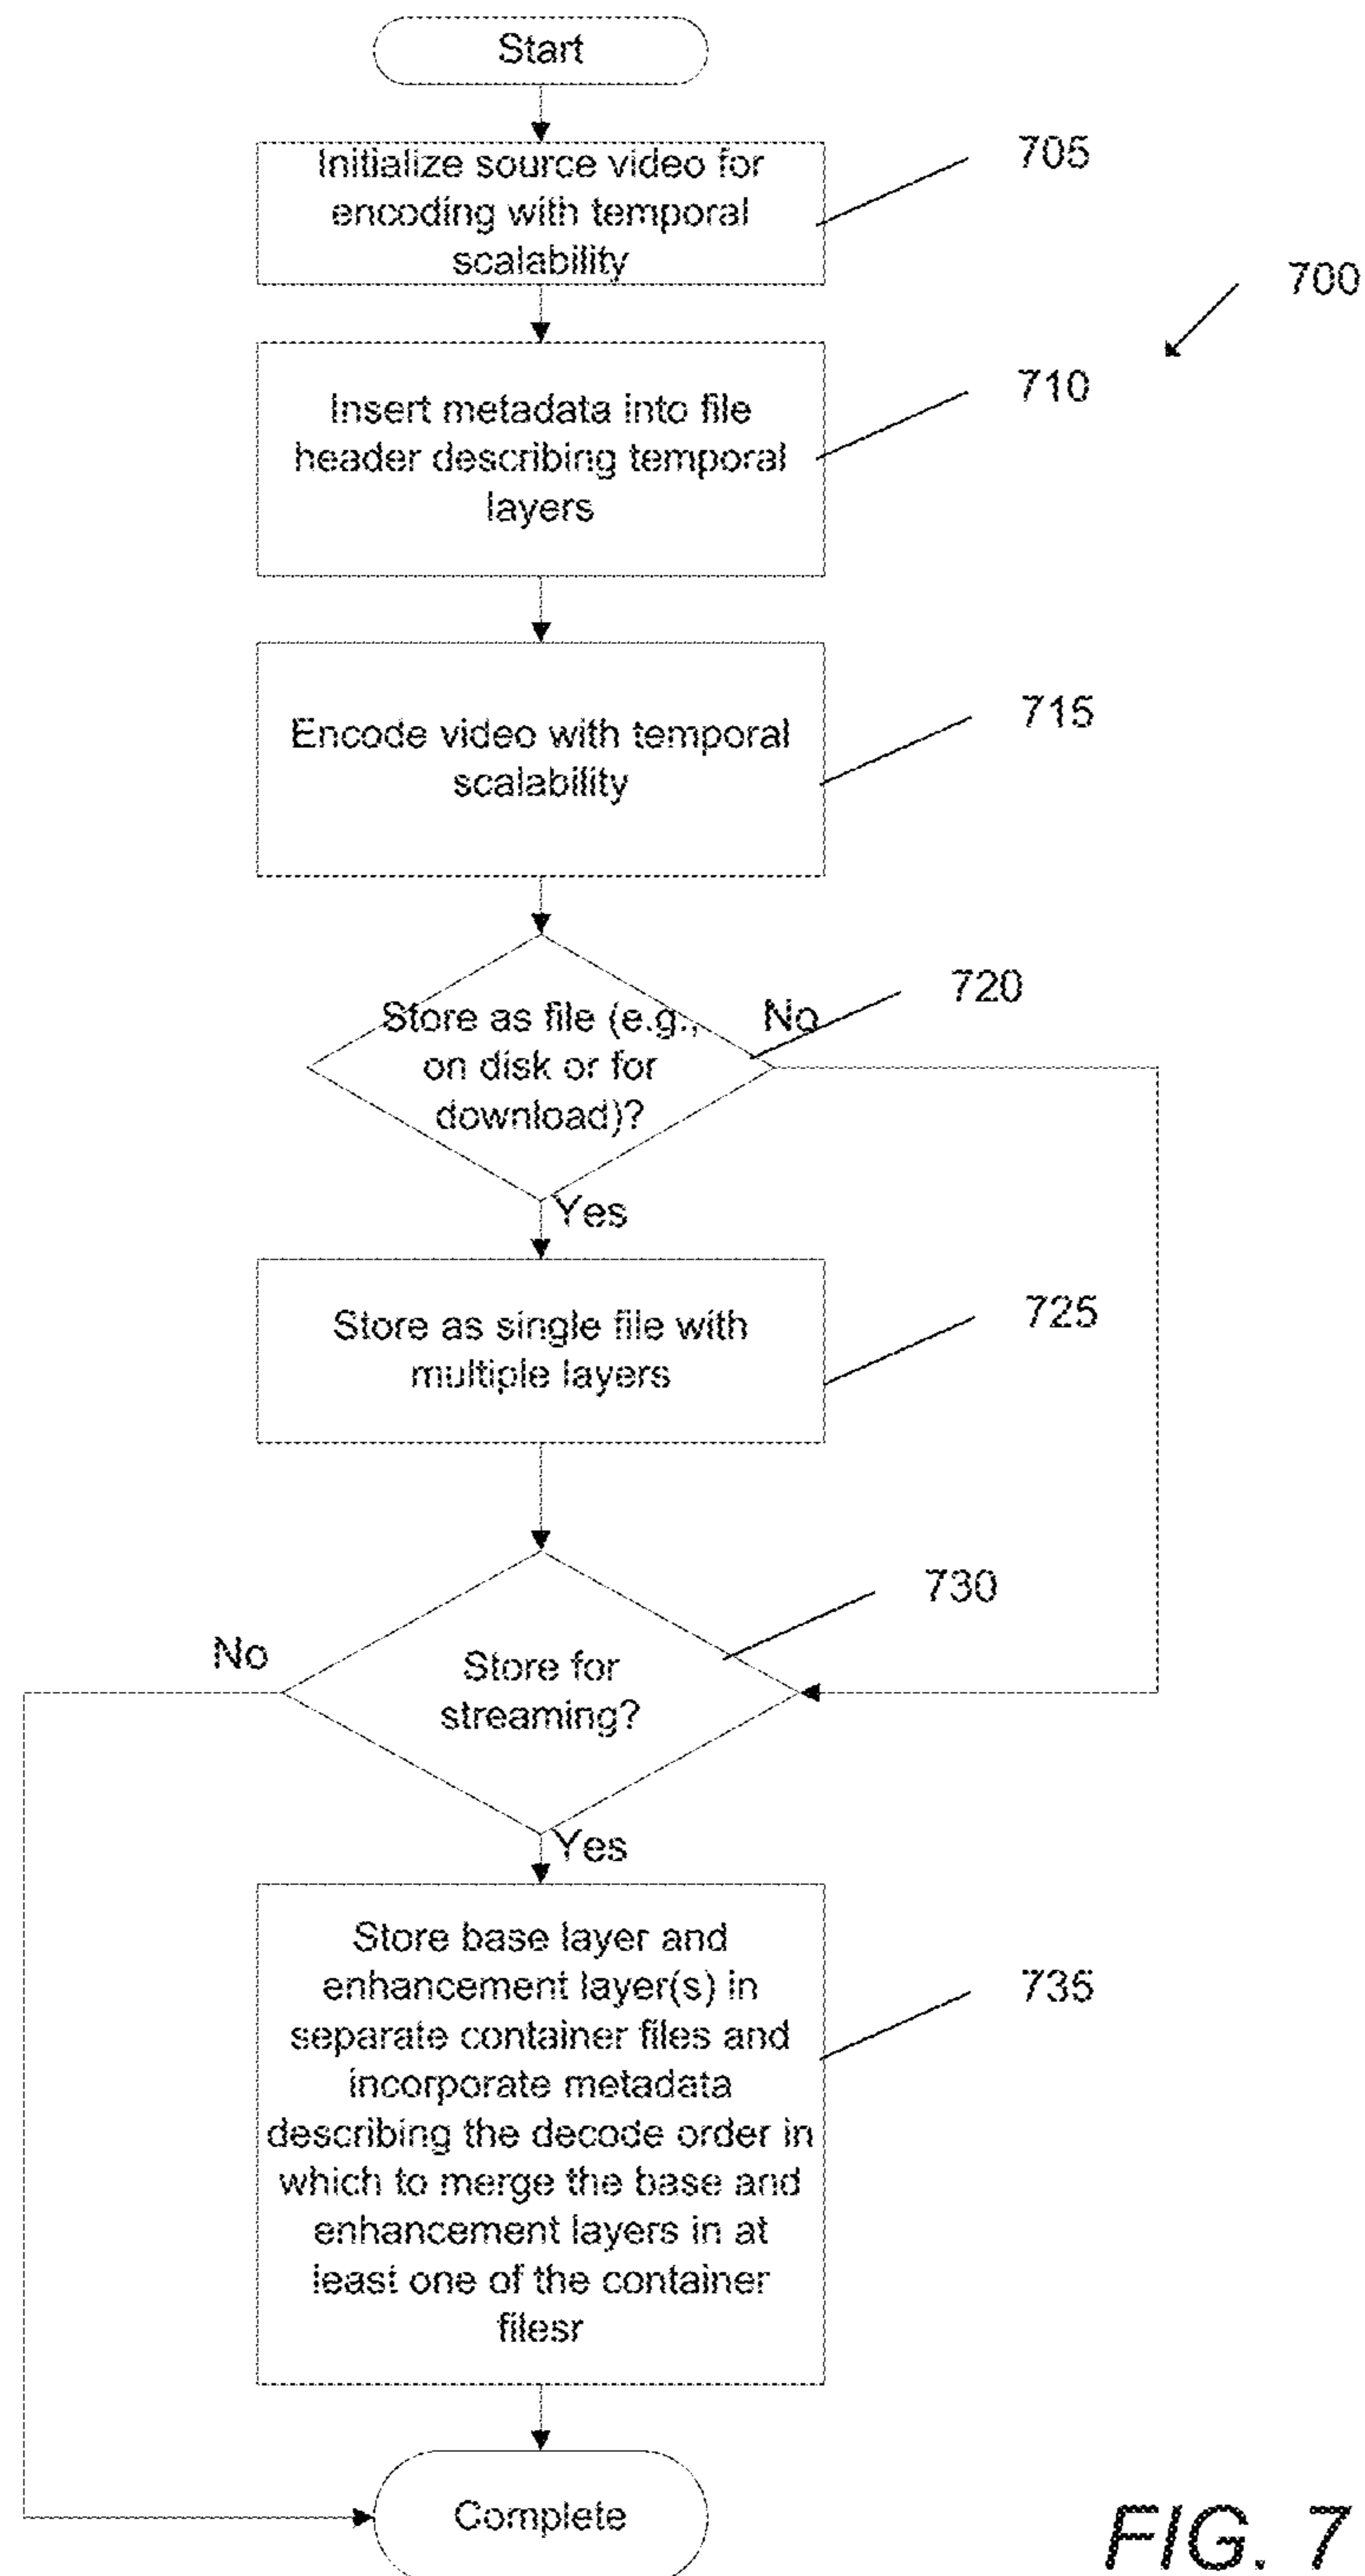 Start
Initialize source video for
encoding with temporal
scalability
705
700
Insert metadata into file
header describing temporal
layers
710
Encode video with temporal
scalability
715
Store as file (e.g.,
on disk or for
download)?
No
720
Yes
Store as single file with
multiple layers
725
Store for
streaming?
730
No
Yes
Store base layer and
enhancement layer(s) in
separate container files and
incorporate metadata
describing the decode order in
which to merge the base and
enhancement layers in at
least one of the container
filesr
735
Complete
FIG. 7